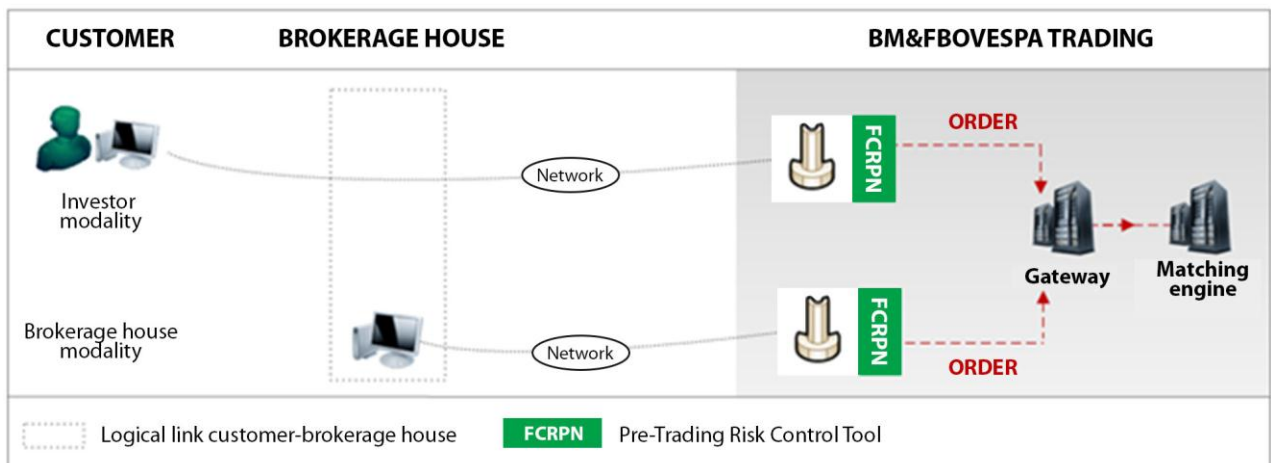 CUSTOMER
BROKERAGE HOUSE
BM&FBOVESPA TRADING
Investor
modality
Network
FCRPN
ORDER
Gateway
Matching
engine
Brokerage house
modality
Network
FCRPN
ORDER
Logical link customer-brokerage house
FCRPN
Pre-Trading Risk Control Tool